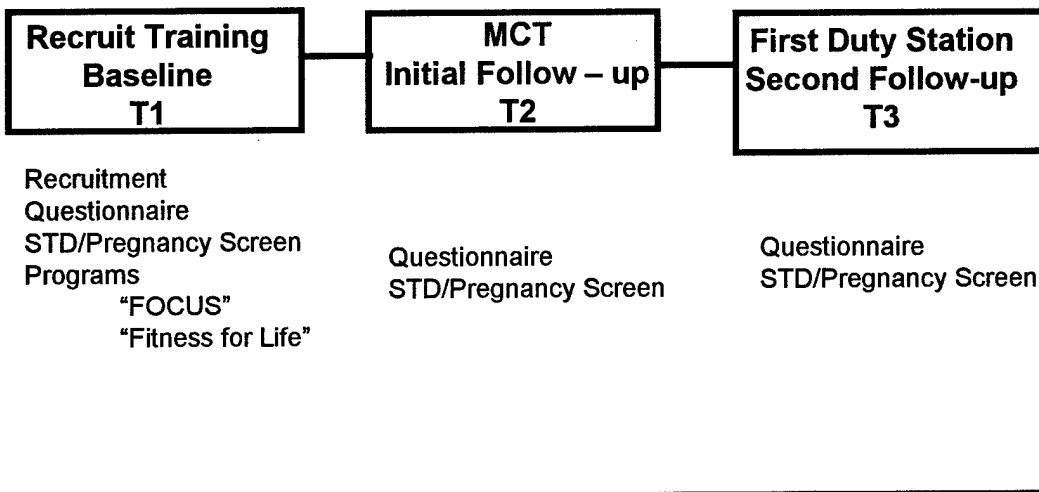 Recruit Training
Baseline
T1
MCT
Initial Follow – up
T2
First Duty Station
Second Follow-up
T3
Recruitment
Questionnaire
STD/Pregnancy Screen
Programs
“FOCUS”
“Fitness for Life”
Questionnaire
STD/Pregnancy Screen
Questionnaire
STD/Pregnancy Screen